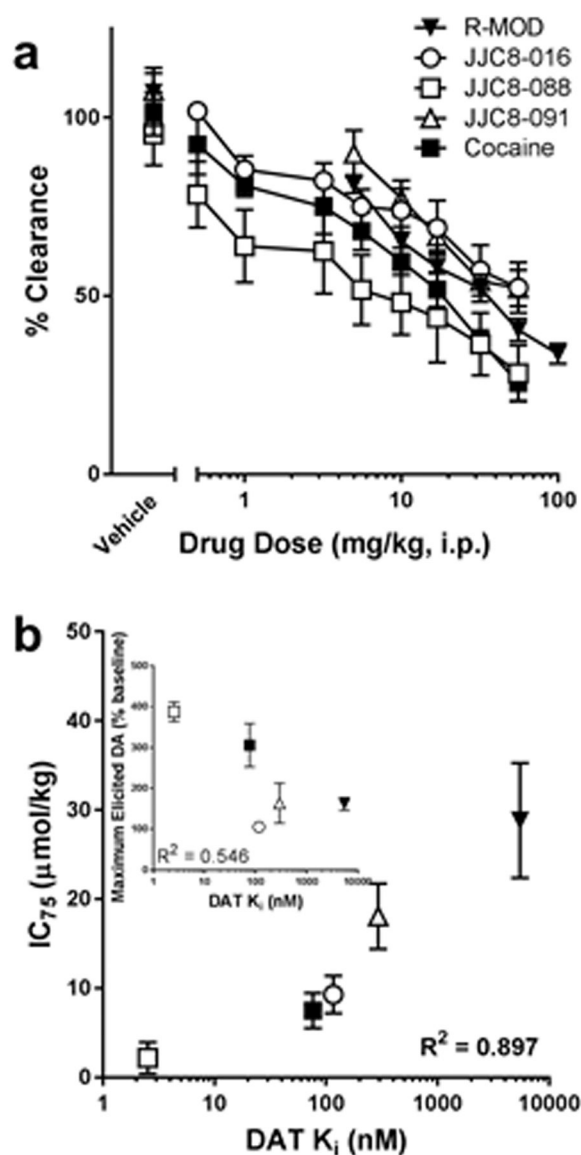 a
R-MOD
JJC8-016
JJC8-088
JJC8-091
Cocaine
% Clearance
100
50
0
Vehicle
1
10
100
Drug Dose (mg/kg, i.p.)
b
IC75 (μmol/kg)
50
40
30
20
10
0
Maximum Elicited DA (% baseline)
500
400
300
200
100
0
R2 = 0.546
1
10
100
1000
10000
DAT Ki (nM)
R2 = 0.897
1
10
100
1000
10000
DAT Ki (nM)